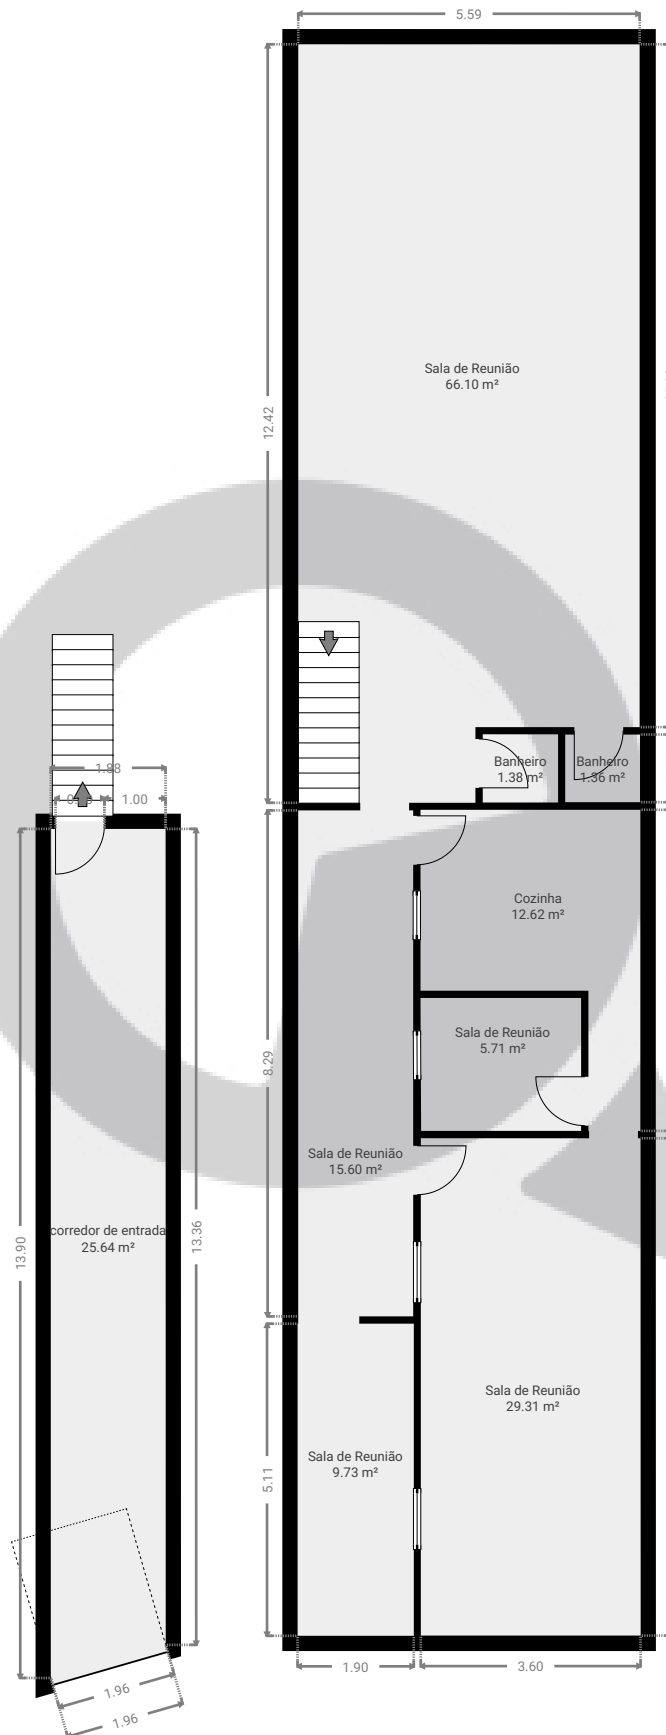 5.59
12.42
Sala de Reunião
66.10 m²
Banheiro
1.38 m²
Banheiro
1.36 m²
1.88
1.00
Cozinha
12.62 m²
Sala de Reunião
5.71 m²
8.29
Sala de Reunião
15.60 m²
corredor de entrada
25.64 m²
13.90
13.36
Sala de Reunião
29.31 m²
Sala de Reunião
9.73 m²
5.11
1.90
3.60
1.96
1.96